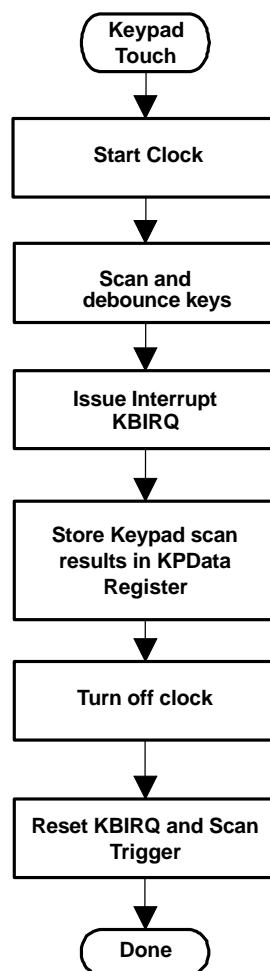 Keypad
Touch
Start Clock
Scan and
debounce keys
Issue Interrupt
KBIRQ
Store Keypad scan
results in KPData
Register
Turn off clock
Reset KBIRQ and Scan
Trigger
Done